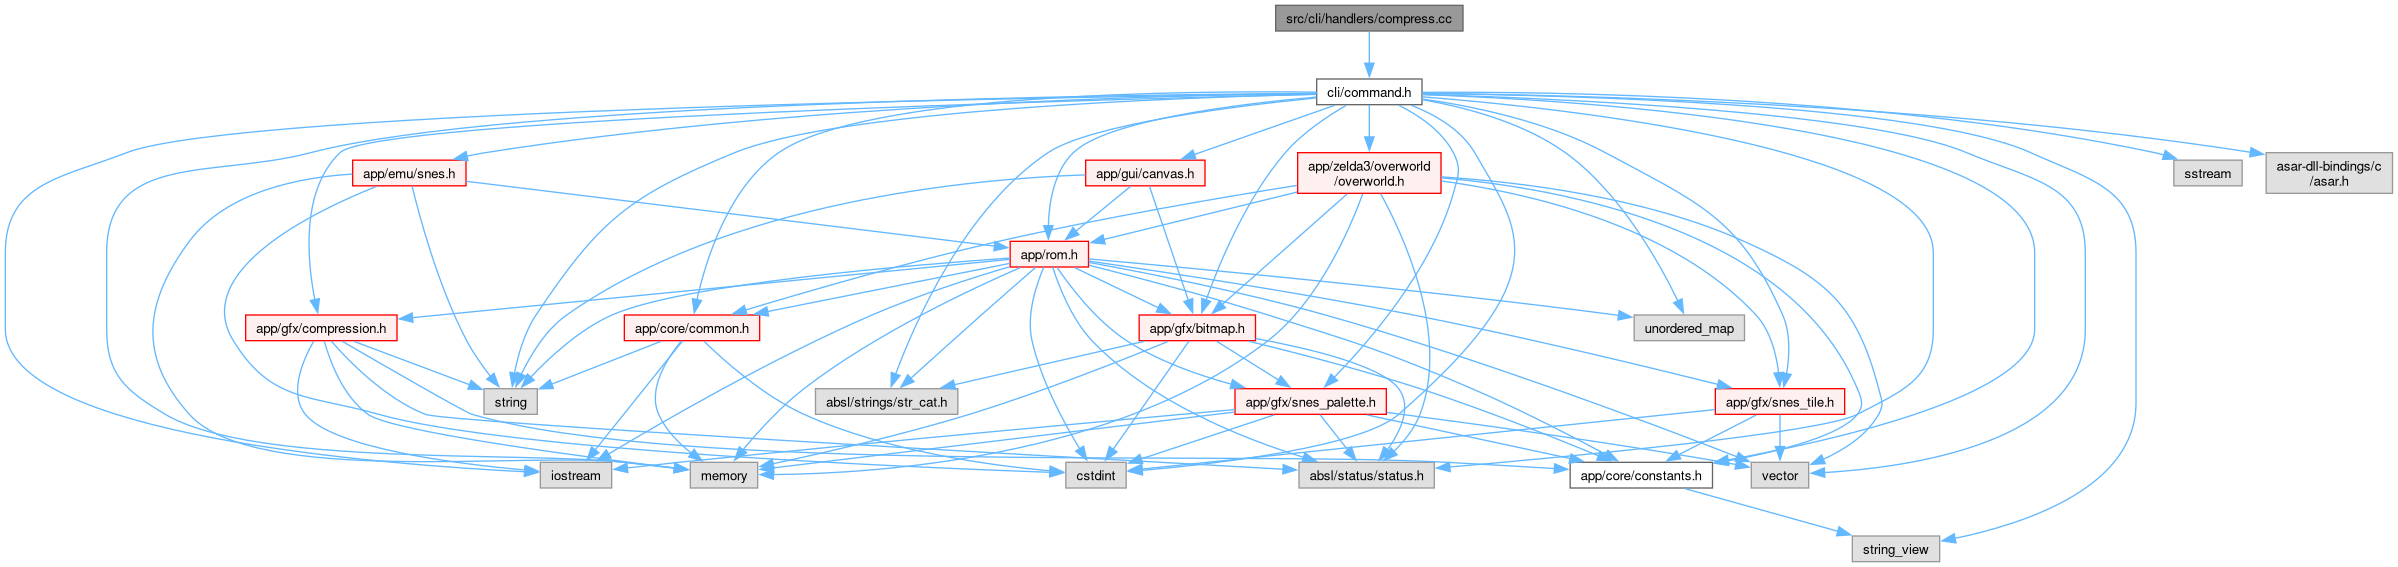 src/cli/handlers/compress.cc
cli/command.h
app/emu/snes.h
app/gui/canvas.h
app/zelda3/overworld
/overworld.h
sstream
asar-dll-bindings/c
/asar.h
app/rom.h
app/gfx/compression.h
app/core/common.h
app/gfx/bitmap.h
unordered_map
string
absl/strings/str_cat.h
app/gfx/snes_palette.h
app/gfx/snes_tile.h
iostream
memory
cstdint
absl/status/status.h
app/core/constants.h
vector
string_view